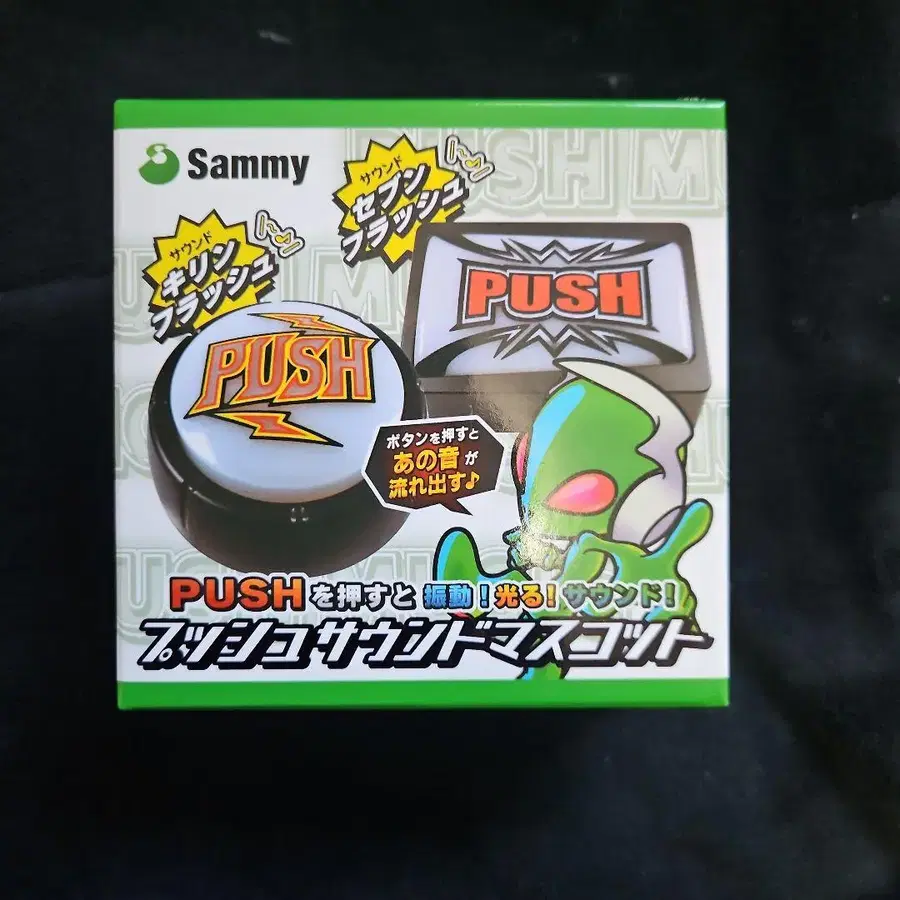 Sammy
サウンド
セブン
フラッシュ
サウンド
キリン
フラッシュ
PUSH
PUSH
ボタンを押すと
あの音が
流れ出す♪
PUSHを押すと 振動!光る!サウンド!
プッシュサウンドマスコット